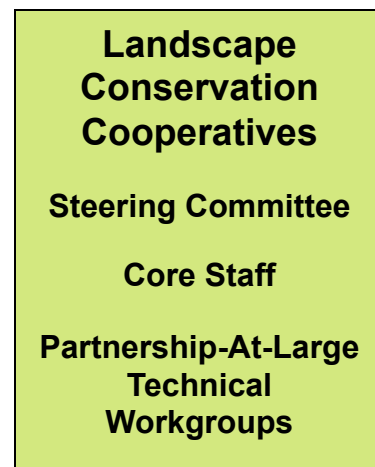 Landscape
Conservation
Cooperatives
Steering Committee
Core Staff
Partnership-At-Large
Technical
Workgroups